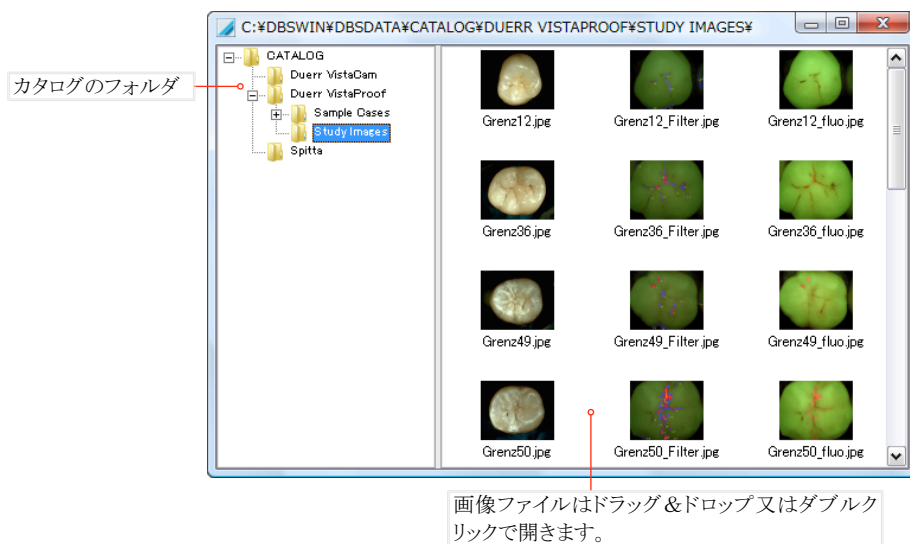 C:¥DBSWIN¥DBSDATA¥CATALOG¥DUERR VISTAPROOF¥STUDY IMAGES¥
カタログのフォルダ
CATALOG
Duerr VistaCam
Duerr VistaProof
Sample Cases
Study Images
Spitta
Grenz12.jpg
Grenz12_Filter.jpg
Grenz12_fluo.jpg
Grenz36.jpg
Grenz36_Filter.jpg
Grenz36_fluo.jpg
Grenz49.jpg
Grenz49_Filter.jpg
Grenz49_fluo.jpg
Grenz50.jpg
Grenz50_Filter.jpg
Grenz50_fluo.jpg
画像ファイルはドラッグ&ドロップ又はダブルク
リックで開きます。